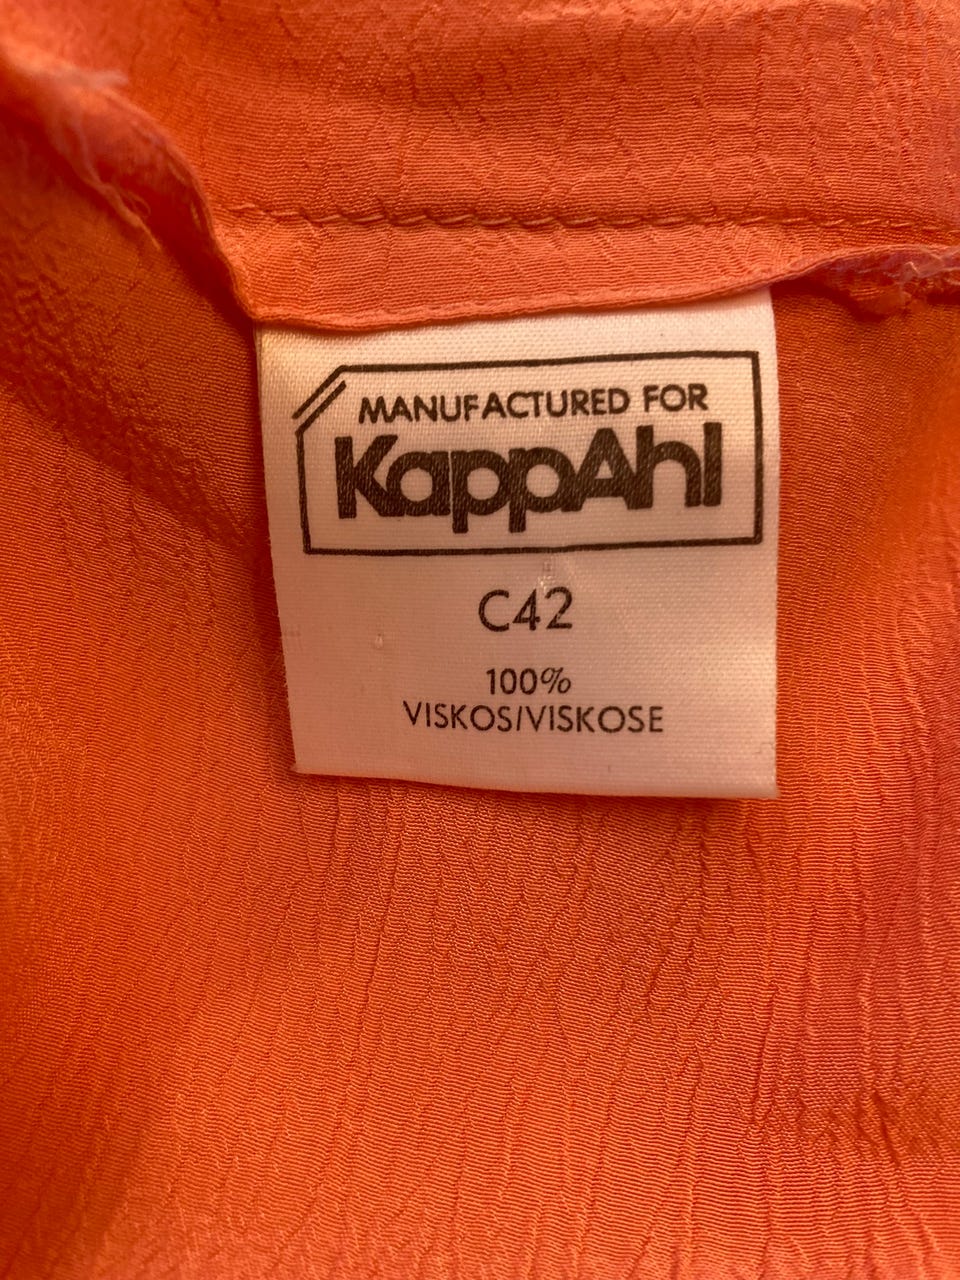 MANUFACTURED FOR
KappAhl
C42
100%
VISKOS/VISKOSE